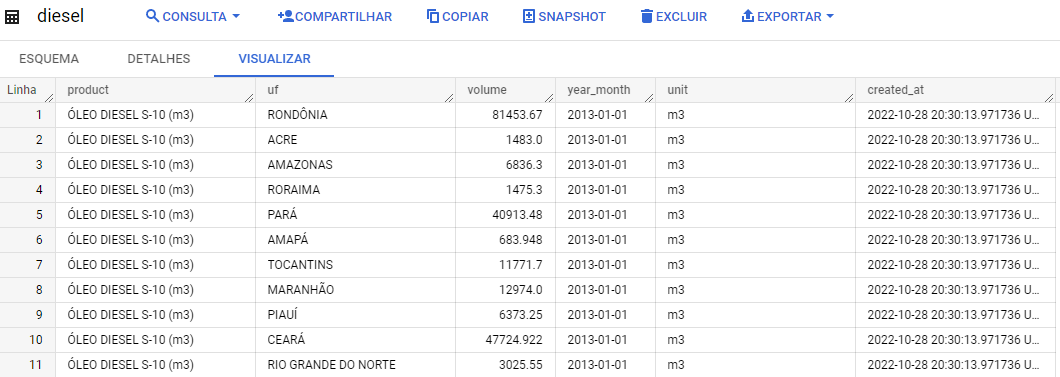 diesel CONSULTA COMPARTILHAR COPIAR SNAPSHOT EXCLUIR EXPORTAR
ESQUEMA DETALHES VISUALIZAR
Linha product uf volume year_month unit created_at
1 ÓLEO DIESEL S-10 (m3) RONDÔNIA 81453.67 2013-01-01 m3 2022-10-28 20:30:13.971736 U...
2 ÓLEO DIESEL S-10 (m3) ACRE 1483.0 2013-01-01 m3 2022-10-28 20:30:13.971736 U...
3 ÓLEO DIESEL S-10 (m3) AMAZONAS 6836.3 2013-01-01 m3 2022-10-28 20:30:13.971736 U...
4 ÓLEO DIESEL S-10 (m3) RORAIMA 1475.3 2013-01-01 m3 2022-10-28 20:30:13.971736 U...
5 ÓLEO DIESEL S-10 (m3) PARÁ 40913.48 2013-01-01 m3 2022-10-28 20:30:13.971736 U...
6 ÓLEO DIESEL S-10 (m3) AMAPÁ 683.948 2013-01-01 m3 2022-10-28 20:30:13.971736 U...
7 ÓLEO DIESEL S-10 (m3) TOCANTINS 11771.7 2013-01-01 m3 2022-10-28 20:30:13.971736 U...
8 ÓLEO DIESEL S-10 (m3) MARANHÃO 12974.0 2013-01-01 m3 2022-10-28 20:30:13.971736 U...
9 ÓLEO DIESEL S-10 (m3) PIAUÍ 6373.25 2013-01-01 m3 2022-10-28 20:30:13.971736 U...
10 ÓLEO DIESEL S-10 (m3) CEARÁ 47724.922 2013-01-01 m3 2022-10-28 20:30:13.971736 U...
11 ÓLEO DIESEL S-10 (m3) RIO GRANDE DO NORTE 3025.55 2013-01-01 m3 2022-10-28 20:30:13.971736 U...